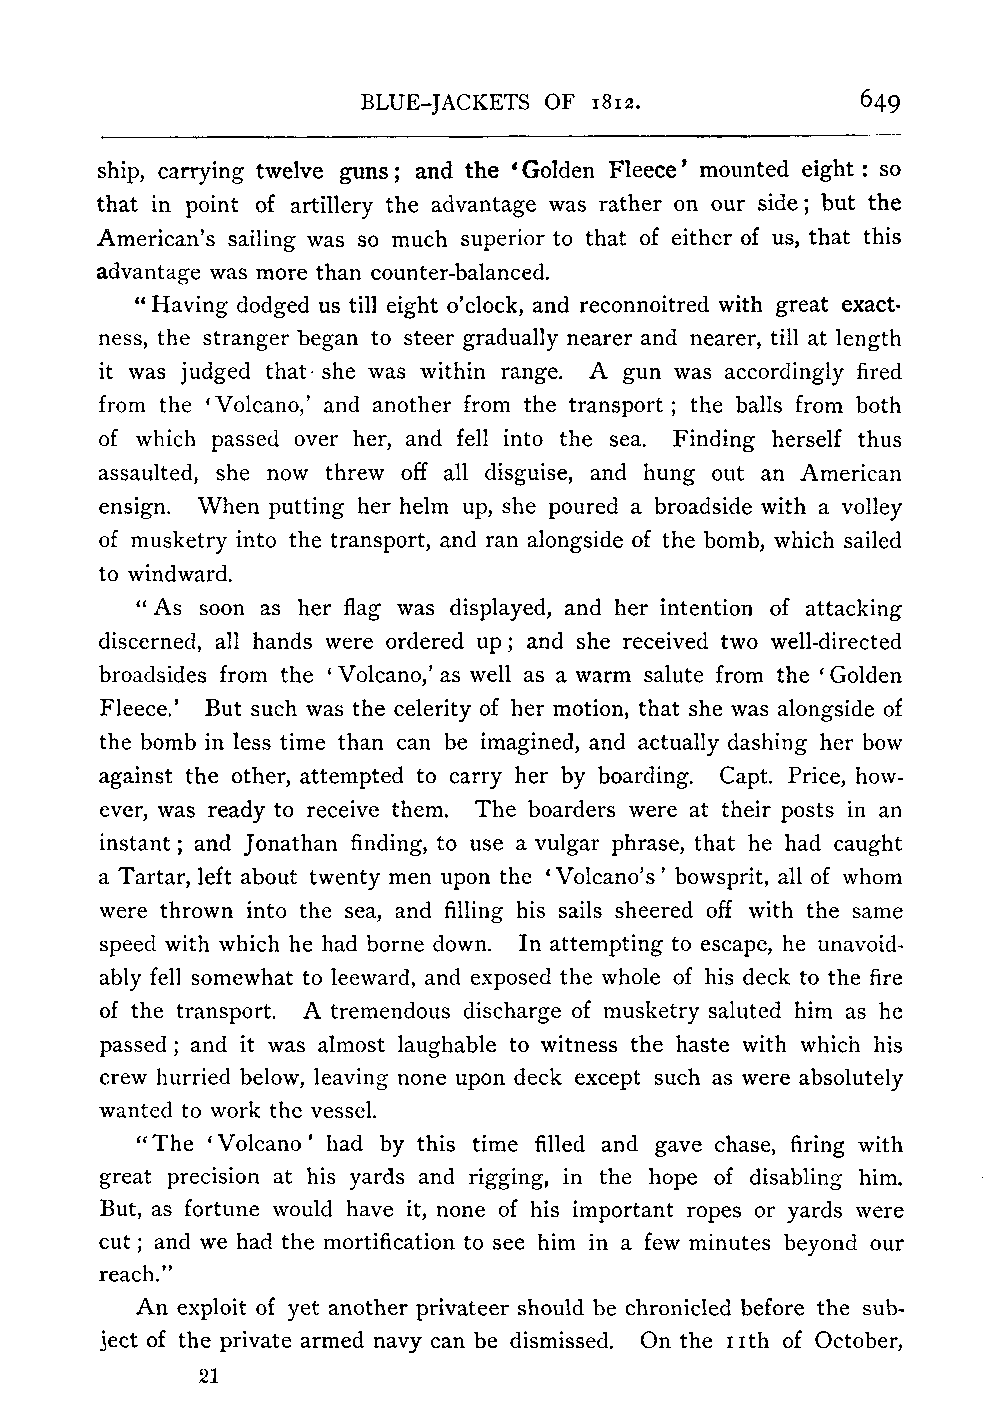 BLUE-JACKETS OF 1812. 649
ship, carrying twelve guns; and the 'Golden Fleece' mounted eight: so
that in point of artillery the advantage was rather on our side; but the
American's sailing was so much superior to that of either of us, that this
advantage was more than counter-balanced.
"Having dodged us till eight o'clock, and reconnoitred with great exact-
ness, the stranger began to steer gradually nearer and nearer, till at length
it was judged that she was within range. A gun was accordingly fired
from the 'Volcano,' and another from the transport; the balls from both
of which passed over her, and fell into the sea. Finding herself thus
assaulted, she now threw off all disguise, and hung out an American
ensign. When putting her helm up, she poured a broadside with a volley
of musketry into the transport, and ran alongside of the bomb, which sailed
to windward.
"As soon as her flag was displayed, and her intention of attacking
discerned, all hands were ordered up; and she received two well-directed
broadsides from the 'Volcano,' as well as a warm salute from the 'Golden
Fleece.' But such was the celerity of her motion, that she was alongside of
the bomb in less time than can be imagined, and actually dashing her bow
against the other, attempted to carry her by boarding. Capt. Price, how-
ever, was ready to receive them. The boarders were at their posts in an
instant; and Jonathan finding, to use a vulgar phrase, that he had caught
a Tartar, left about twenty men upon the 'Volcano's' bowsprit, all of whom
were thrown into the sea, and filling his sails sheered off with the same
speed with which he had borne down. In attempting to escape, he unavoid-
ably fell somewhat to leeward, and exposed the whole of his deck to the fire
of the transport. A tremendous discharge of musketry saluted him as he
passed; and it was almost laughable to witness the haste with which his
crew hurried below, leaving none upon deck except such as were absolutely
wanted to work the vessel.
"The 'Volcano' had by this time filled and gave chase, firing with
great precision at his yards and rigging, in the hope of disabling him.
But, as fortune would have it, none of his important ropes or yards were
cut; and we had the mortification to see him in a few minutes beyond our
reach."
An exploit of yet another privateer should be chronicled before the sub-
ject of the private armed navy can be dismissed. On the 11th of October,
21